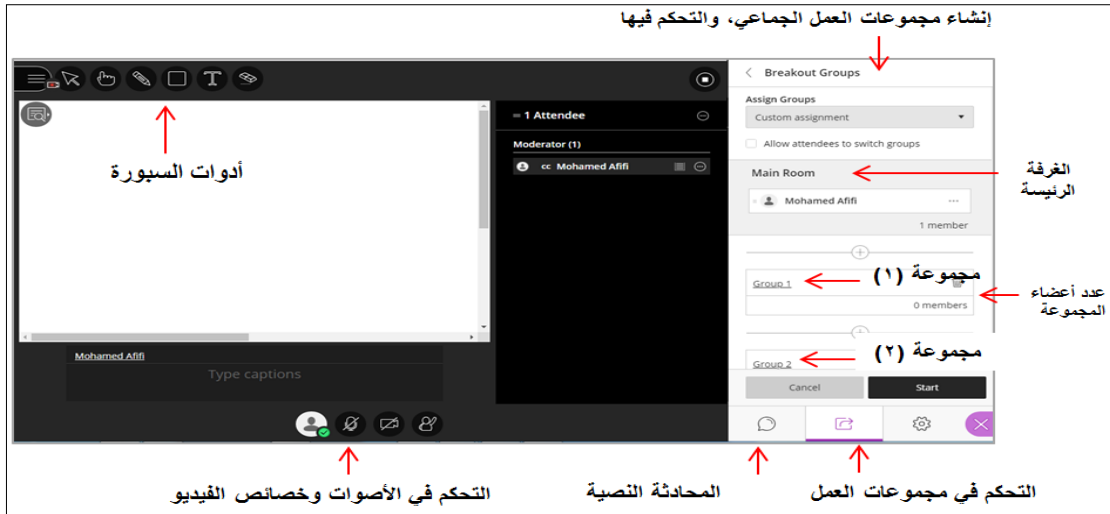 إنشاء مجموعات العمل الجماعي، والتحكم فيها
Breakout Groups
Assign Groups
Custom assignment
Allow attendees to switch groups
Main Room
الغرفة
الرئيسة
Mohamed Afifi
1 member
Group 1
مجموعة (١)
0 members
عدد أعضاء
المجموعة
Group 2
مجموعة (٢)
Cancel
Start
T
أدوات السبورة
1 Attendee
Moderator (1)
cc Mohamed Afifi
Mohamed Afifi
Type captions
التحكم في الأصوات وخصائص الفيديو
المحادثة النصية
التحكم في مجموعات العمل